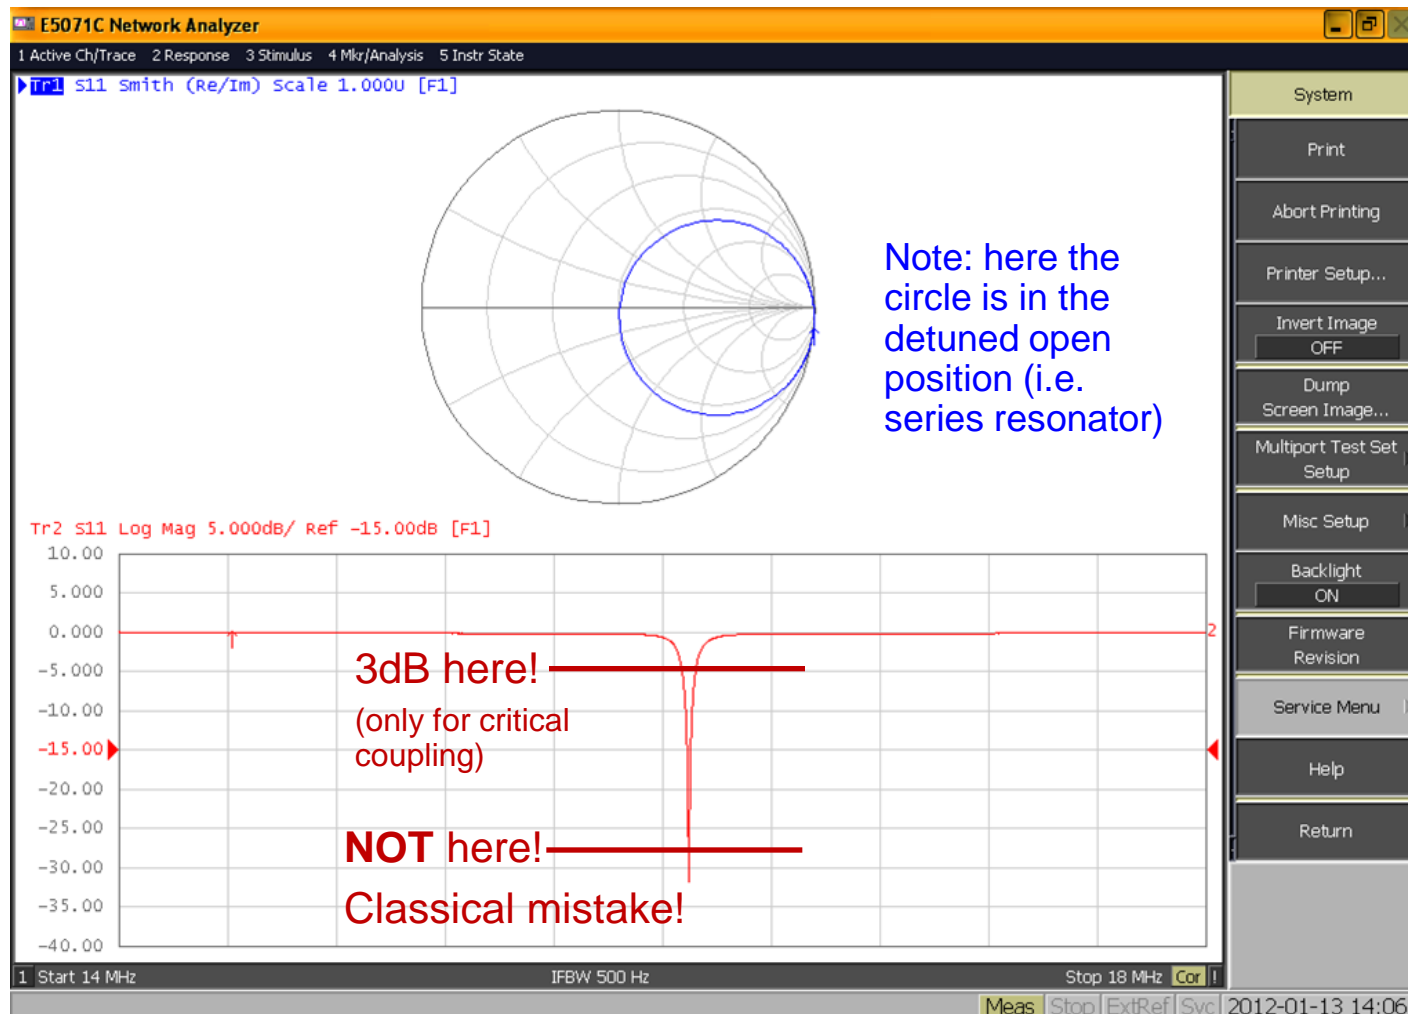 E5071C Network Analyzer
1 Active Ch/Trace 2 Response 3 Stimulus 4 Mkr/Analysis 5 Instr State
Tr1 S11 Smith (Re/Im) Scale 1.000U [F1]
Note: here the
circle is in the
detuned open
position (i.e.
series resonator)
Tr2 S11 Log Mag 5.000dB/ Ref -15.00dB [F1]
10.00
5.000
0.000
-5.000
-10.00
-15.00
-20.00
-25.00
-30.00
-35.00
-40.00
2
3dB here!
(only for critical
coupling)
NOT here!
Classical mistake!
1 Start 14 MHz IFBW 500 Hz Stop 18 MHz Cor !
Meas Stop ExtRef Svc 2012-01-13 14:06
System
Print
Abort Printing
Printer Setup...
Invert Image
OFF
Dump
Screen Image...
Multiport Test Set
Setup
Misc Setup
Backlight
ON
Firmware
Revision
Service Menu
Help
Return